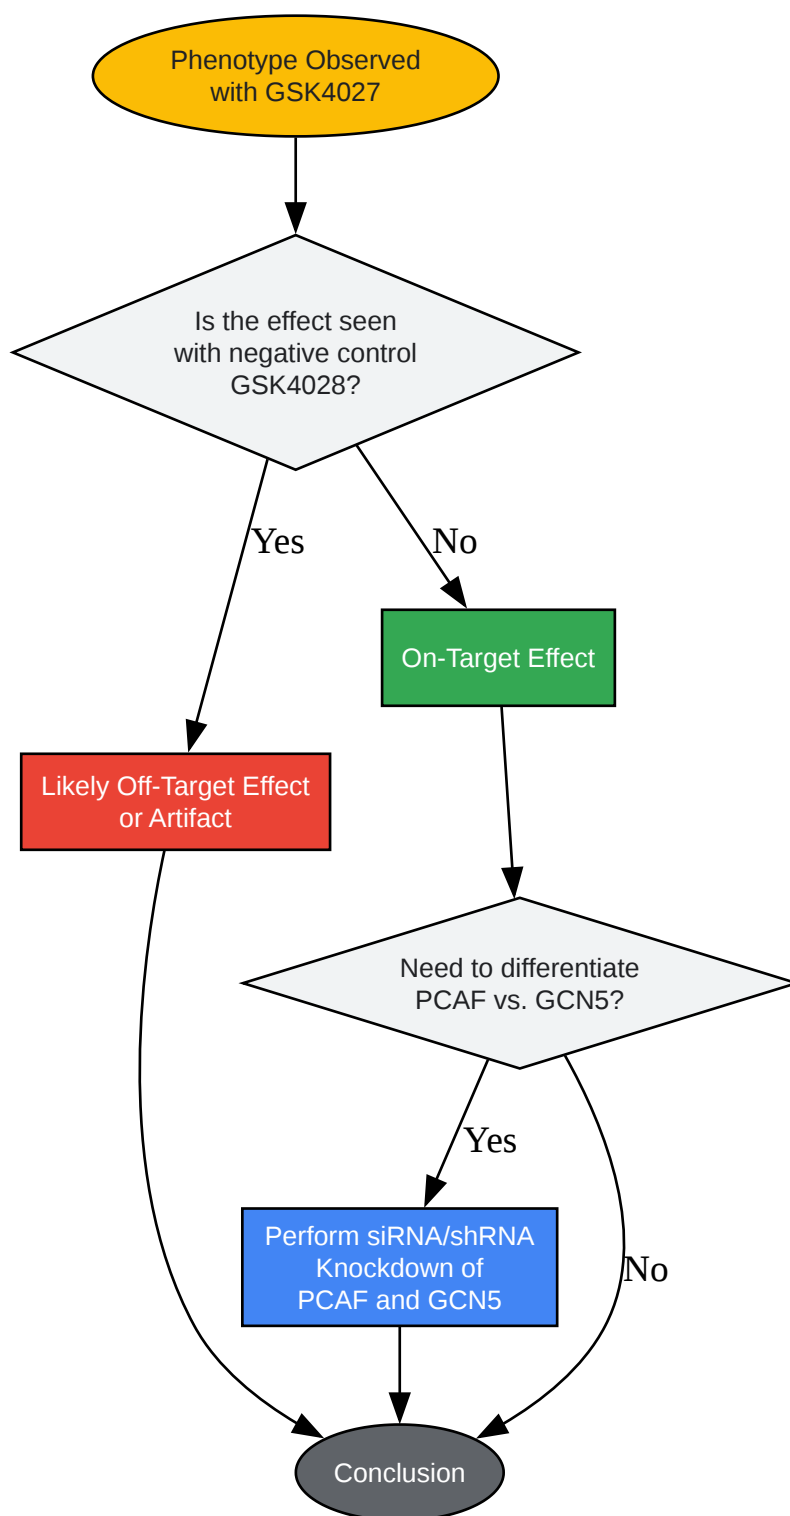 Phenotype Observed
with GSK4027
Is the effect seen
with negative control
GSK4028?
Yes
No
On-Target Effect
Likely Off-Target Effect
or Artifact
Need to differentiate
PCAF vs. GCN5?
Yes
Perform siRNA/shRNA
Knockdown of
PCAF and GCN5
No
Conclusion